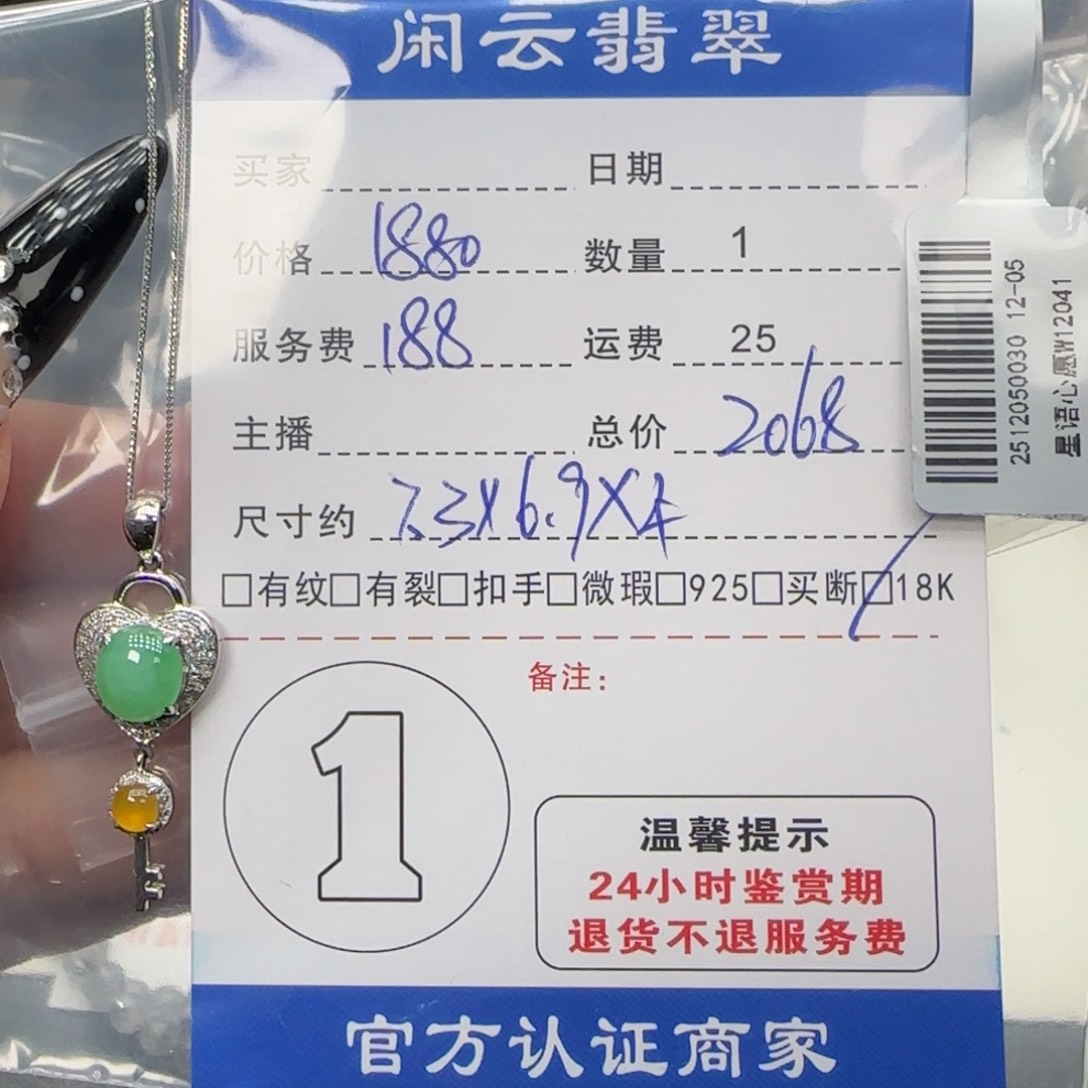 闲云翡翠
买家 日期
价格 1880 数量 1
服务费 188 运费 25
主播 总价 2068
尺寸约 7.3X6.9X4
□有纹□有裂□扣手□微瑕□925□买断□18K
备注：
1
温馨提示
24小时鉴赏期
退货不退服务费
官方认证商家
2512050030 12-05
星语心愿W12041